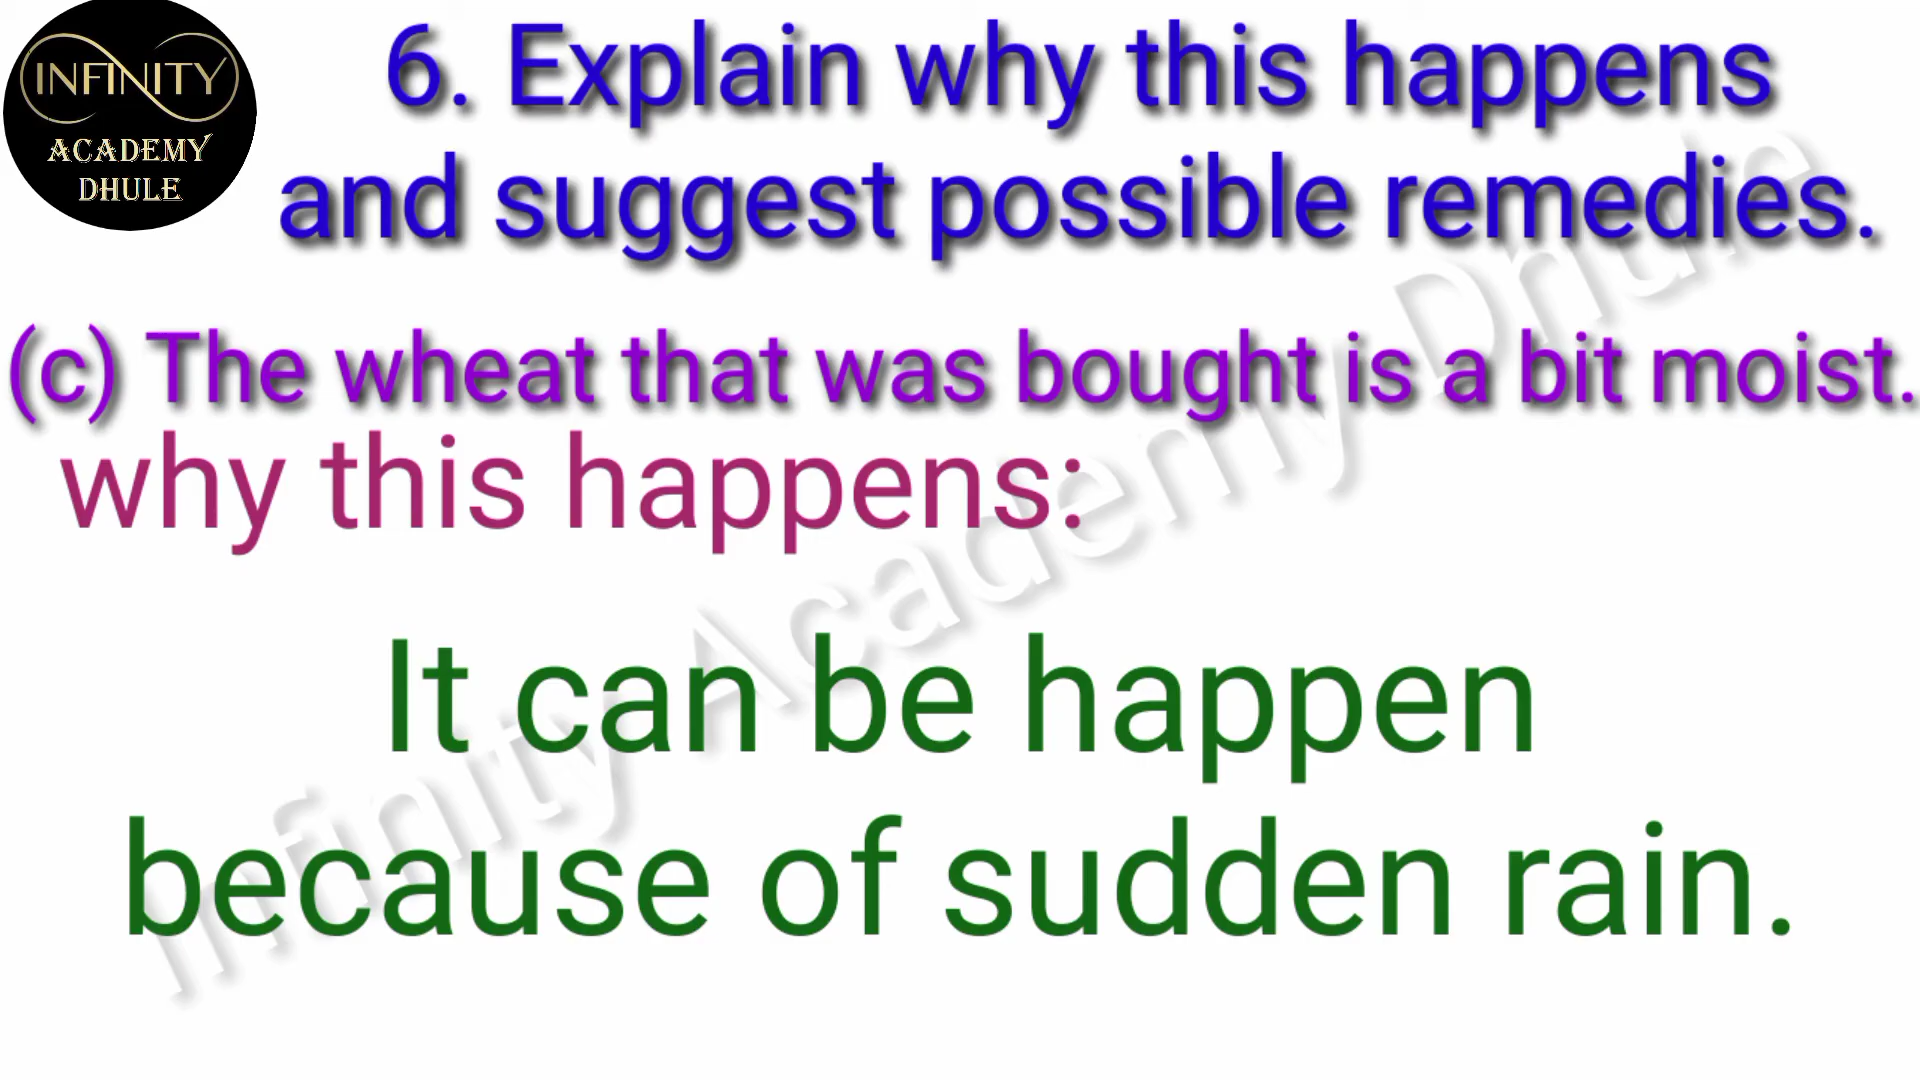 INFINITY
ACADEMY
DHULE
6. Explain why this happens
and suggest possible remedies.
(c) The wheat that was bought is a bit moist.
why this happens:
It can be happen
because of sudden rain.
Infinity Academy Dhule